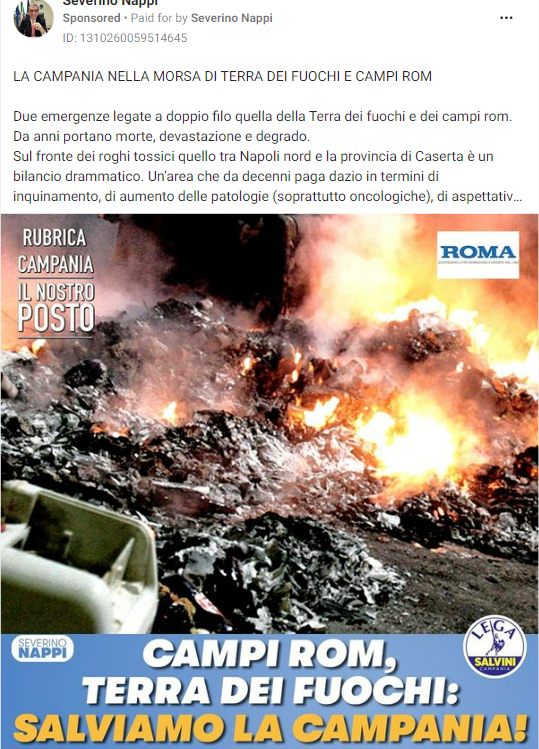 Severino Nappi
Sponsored • Paid for by Severino Nappi
ID: 1310260059514645
LA CAMPANIA NELLA MORSA DI TERRA DEI FUOCHI E CAMPI ROM
Due emergenze legate a doppio filo quella della Terra dei fuochi e dei campi rom.
Da anni portano morte, devastazione e degrado.
Sul fronte dei roghi tossici quello tra Napoli nord e la provincia di Caserta è un
bilancio drammatico. Un’area che da decenni paga dazio in termini di
inquinamento, di aumento delle patologie (soprattutto oncologiche), di aspettativ…
RUBRICA
CAMPANIA
IL NOSTRO
POSTO
ROMA
SEVERINO
NAPPI
LEGA
SALVINI
CAMPANIA
CAMPI ROM,
TERRA DEI FUOCHI:
SALVIAMO LA CAMPANIA!